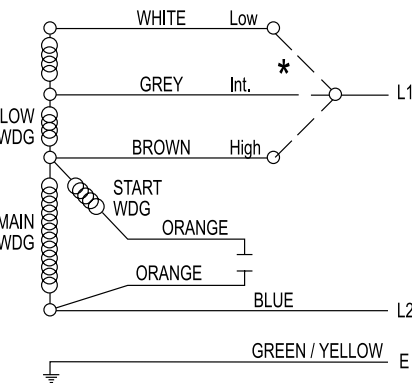 WHITE Low
*
GREY Int.
L1
LOW
WDG
BROWN High
START
WDG
MAIN
WDG
ORANGE
ORANGE
BLUE
L2
GREEN / YELLOW
E